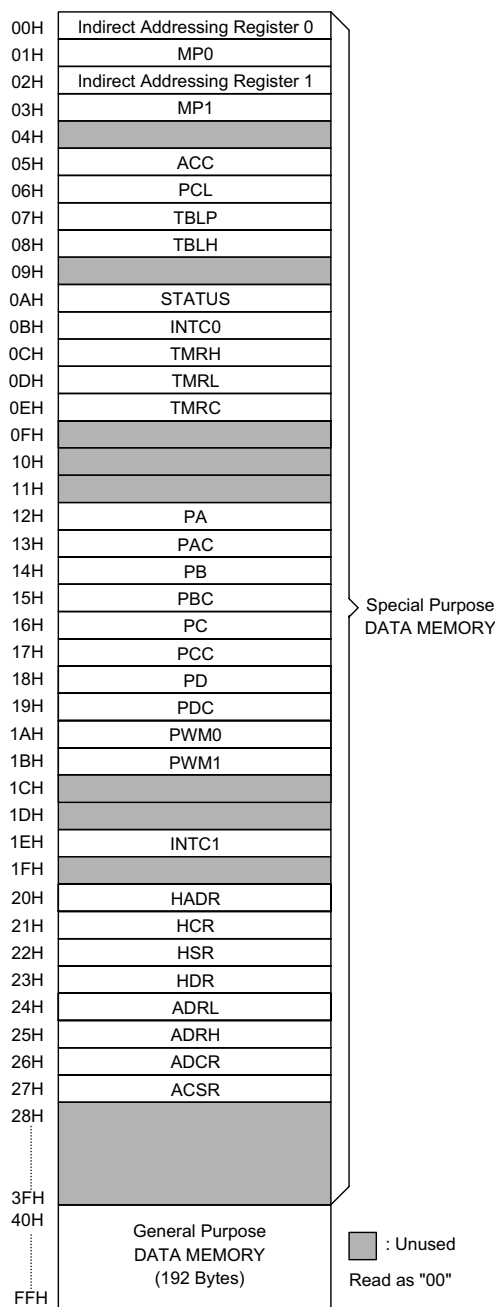 00H Indirect Addressing Register 0
01H MP0
02H Indirect Addressing Register 1
03H MP1
04H
05H ACC
06H PCL
07H TBLP
08H TBLH
09H
0AH STATUS
0BH INTC0
0CH TMRH
0DH TMRL
0EH TMRC
0FH
10H
11H
12H PA
13H PAC
14H PB
15H PBC
16H PC
17H PCC
18H PD
19H PDC
1AH PWM0
1BH PWM1
1CH
1DH
1EH INTC1
1FH
20H HADR
21H HCR
22H HSR
23H HDR
24H ADRL
25H ADRH
26H ADCR
27H ACSR
28H
3FH
40H
FFH
General Purpose
DATA MEMORY
(192 Bytes)
Special Purpose
DATA MEMORY
: Unused
Read as "00"